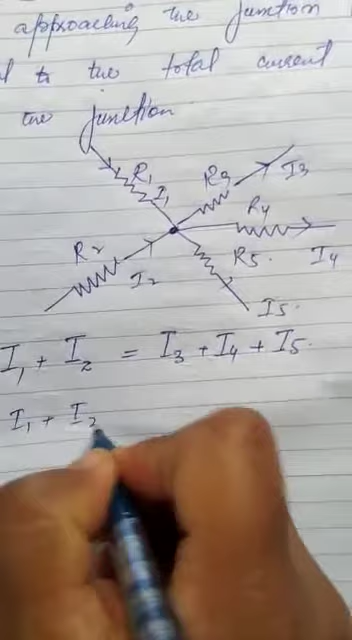 approaching the junction
to the total current
the junction
R1 I1 R3 I3
R4
R2 I2 R5. I4
I5.
I1 + I2 = I3 + I4 + I5.
I1 + I2